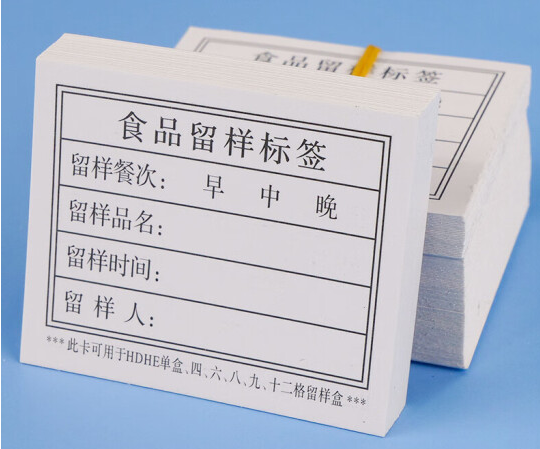 食品留样标签
留样餐次： 早 中 晚
留样品名：
留样时间：
留 样 人：
***此卡可用于HDHE单盒、四、六、八、九、十二格留样盒***
食品留样标签